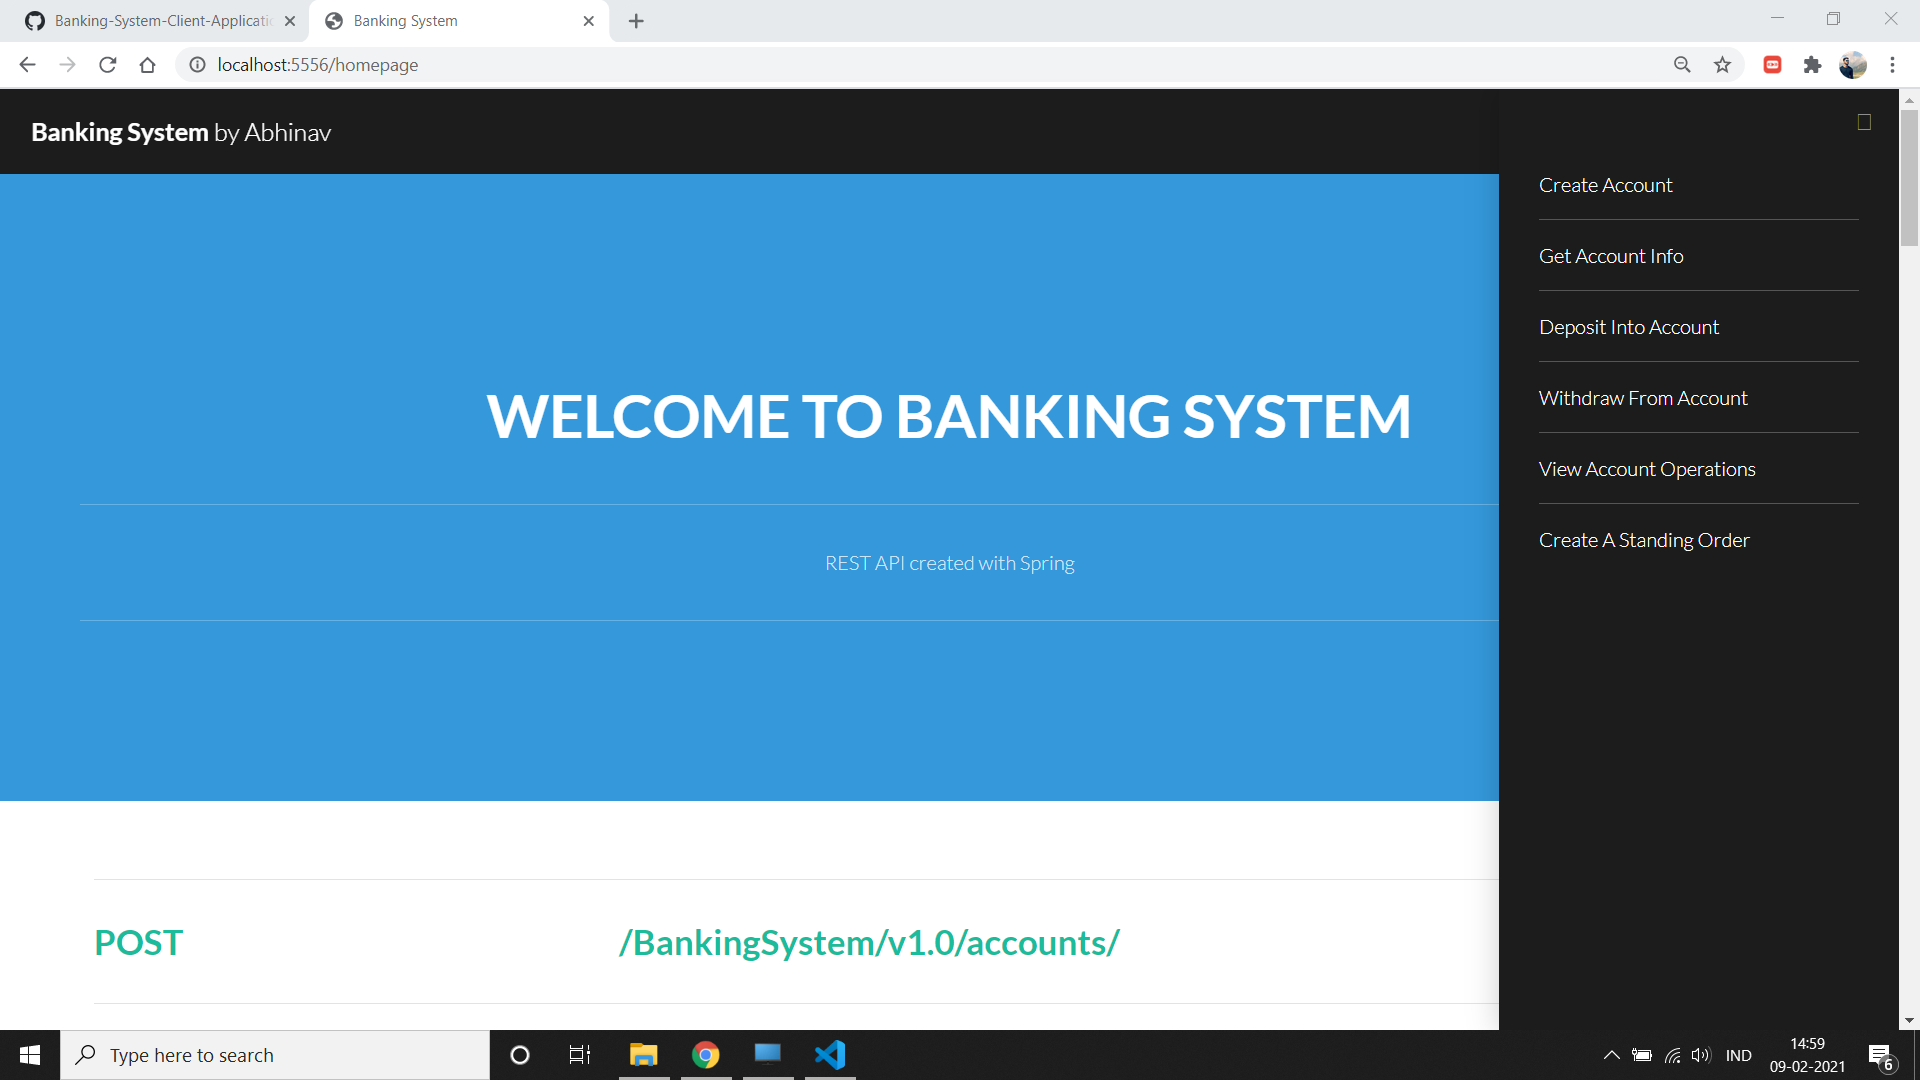 Banking-System-Client-Applicatio
Banking System
localhost:5556/homepage
Banking System by Abhinav
Create Account
Get Account Info
Deposit Into Account
Withdraw From Account
View Account Operations
Create A Standing Order
WELCOME TO BANKING SYSTEM
REST API created with Spring
POST /BankingSystem/v1.0/accounts/
Type here to search
IND
14:59
09-02-2021
6